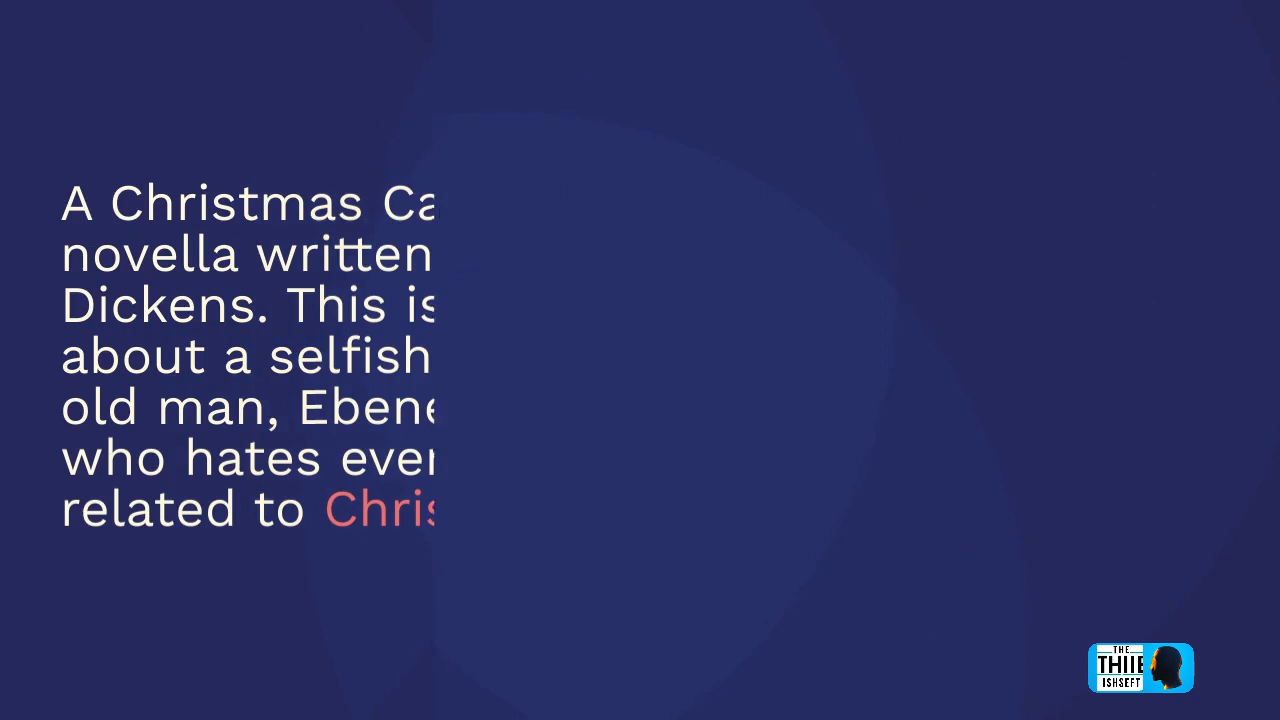 A Christmas Ca
novella written
Dickens. This is
about a selfish
old man, Ebene
who hates ever
related to Chris
THE
THIIE
ISHSEFT